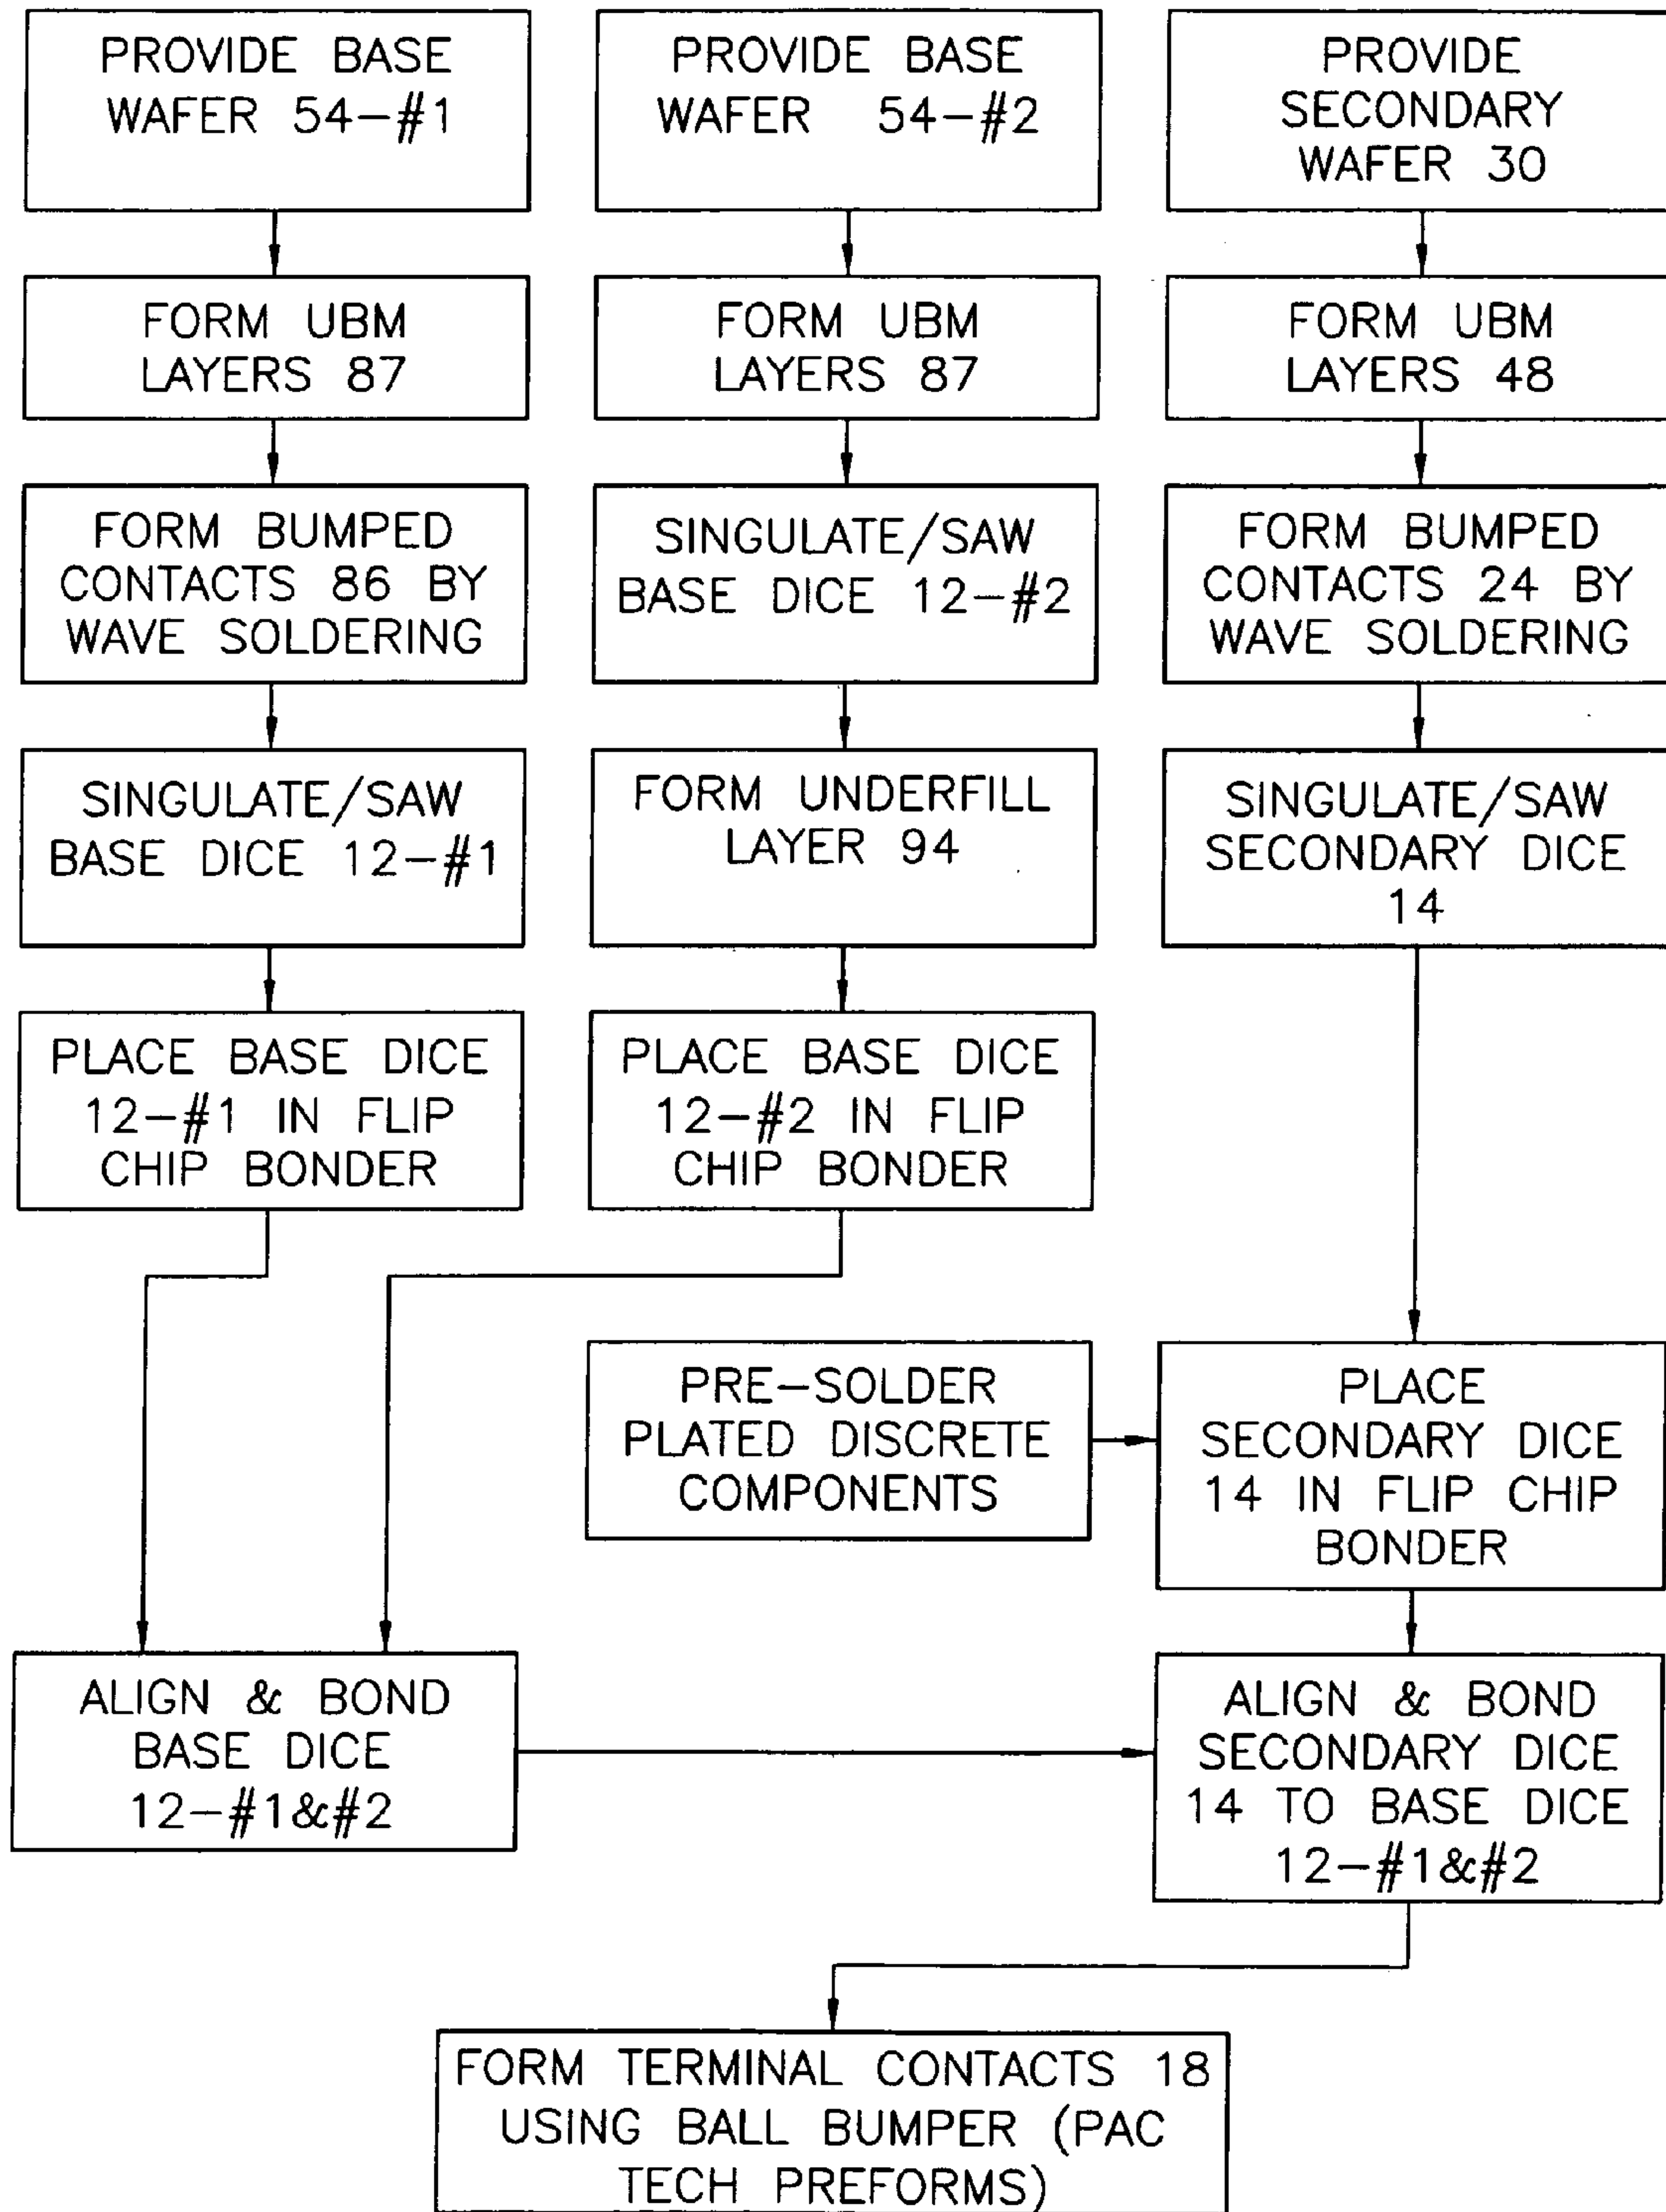 PROVIDE BASE
WAFER 54-#1
PROVIDE BASE
WAFER 54-#2
PROVIDE
SECONDARY
WAFER 30
FORM UBM
LAYERS 87
FORM UBM
LAYERS 87
FORM UBM
LAYERS 48
FORM BUMPED
CONTACTS 86 BY
WAVE SOLDERING
SINGULATE/SAW
BASE DICE 12-#2
FORM BUMPED
CONTACTS 24 BY
WAVE SOLDERING
SINGULATE/SAW
BASE DICE 12-#1
FORM UNDERFILL
LAYER 94
SINGULATE/SAW
SECONDARY DICE
14
PLACE BASE DICE
12-#1 IN FLIP
CHIP BONDER
PLACE BASE DICE
12-#2 IN FLIP
CHIP BONDER
PRE-SOLDER
PLATED DISCRETE
COMPONENTS
PLACE
SECONDARY DICE
14 IN FLIP CHIP
BONDER
ALIGN & BOND
BASE DICE
12-#1&#2
ALIGN & BOND
SECONDARY DICE
14 TO BASE DICE
12-#1&#2
FORM TERMINAL CONTACTS 18
USING BALL BUMPER (PAC
TECH PREFORMS)